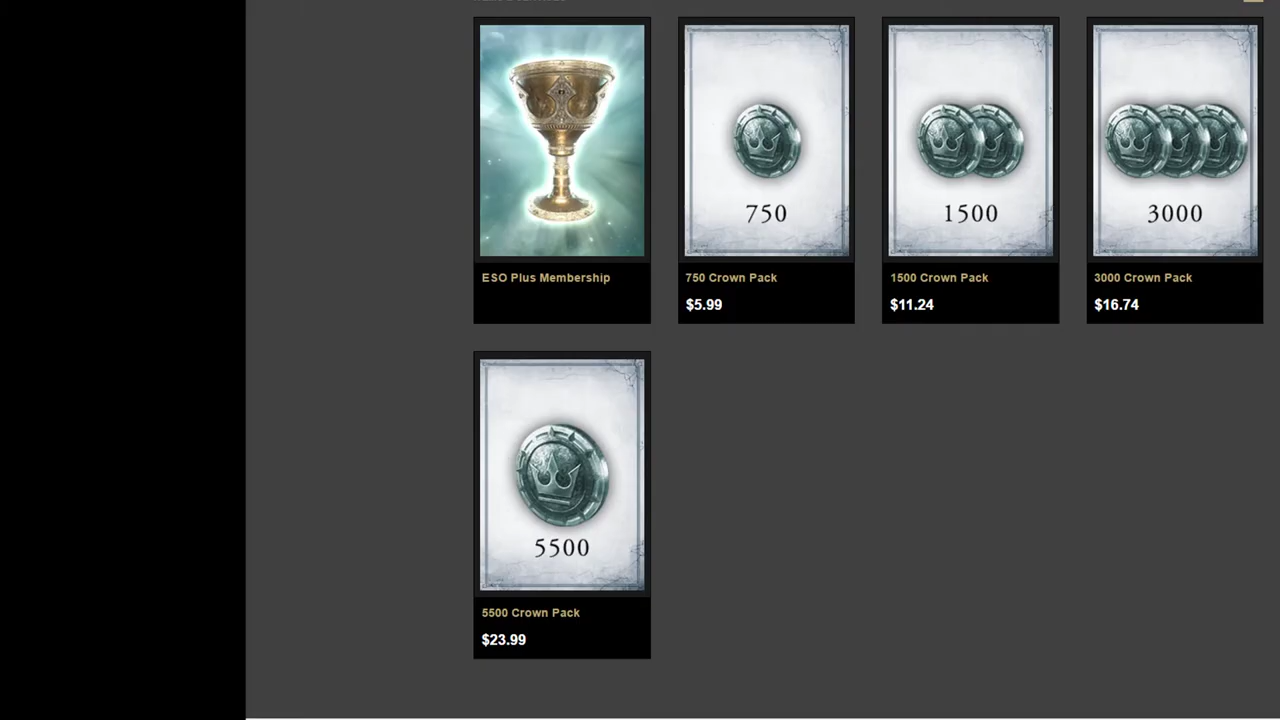 750
1500
3000
ESO Plus Membership
750 Crown Pack
1500 Crown Pack
3000 Crown Pack
$5.99
$11.24
$16.74
5500
5500 Crown Pack
$23.99